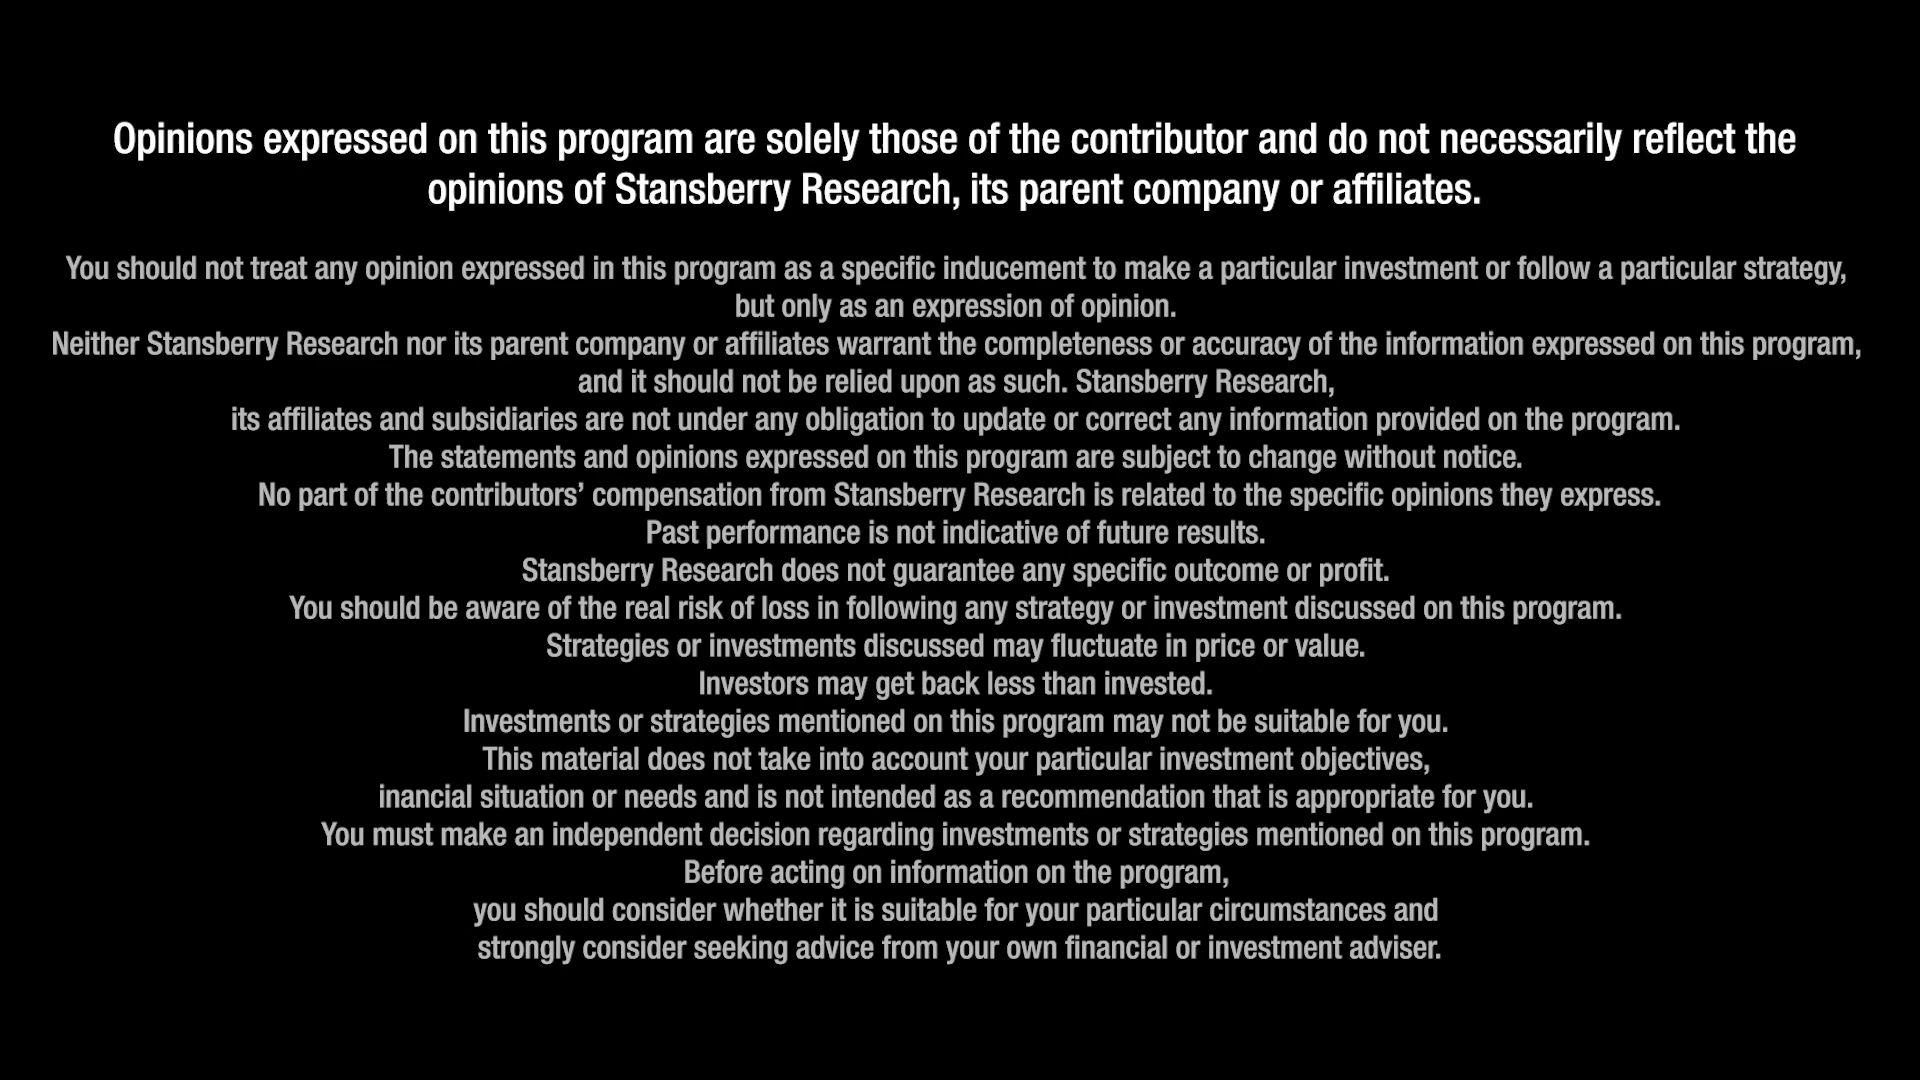 Opinions expressed on this program are solely those of the contributor and do not necessarily reflect the
opinions of Stansberry Research, its parent company or affiliates.
You should not treat any opinion expressed in this program as a specific inducement to make a particular investment or follow a particular strategy,
but only as an expression of opinion.
Neither Stansberry Research nor its parent company or affiliates warrant the completeness or accuracy of the information expressed on this program,
and it should not be relied upon as such. Stansberry Research,
its affiliates and subsidiaries are not under any obligation to update or correct any information provided on the program.
The statements and opinions expressed on this program are subject to change without notice.
No part of the contributors’ compensation from Stansberry Research is related to the specific opinions they express.
Past performance is not indicative of future results.
Stansberry Research does not guarantee any specific outcome or profit.
You should be aware of the real risk of loss in following any strategy or investment discussed on this program.
Strategies or investments discussed may fluctuate in price or value.
Investors may get back less than invested.
Investments or strategies mentioned on this program may not be suitable for you.
This material does not take into account your particular investment objectives,
inancial situation or needs and is not intended as a recommendation that is appropriate for you.
You must make an independent decision regarding investments or strategies mentioned on this program.
Before acting on information on the program,
you should consider whether it is suitable for your particular circumstances and
strongly consider seeking advice from your own financial or investment adviser.